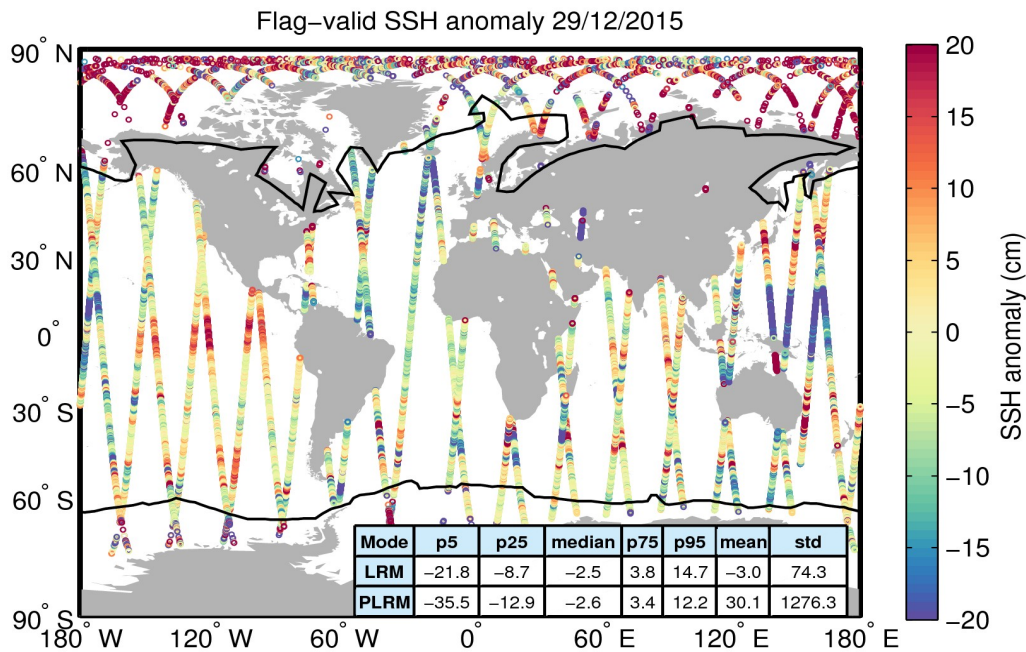 Flag−valid SSH anomaly 29/12/2015
90° N
60° N
30° N
0°
30° S
60° S
90° S
180° W 120° W 60° W 0° 60° E 120° E 180° E
Mode p5 p25 median p75 p95 mean std
LRM −21.8 −8.7 −2.5 3.8 14.7 −3.0 74.3
PLRM −35.5 −12.9 −2.6 3.4 12.2 30.1 1276.3
20
15
10
5
0
−5
−10
−15
−20
SSH anomaly (cm)